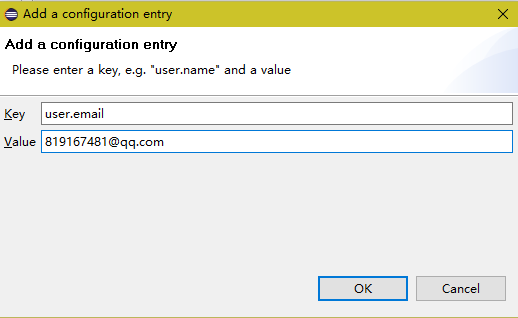 Add a configuration entry
Add a configuration entry
Please enter a key, e.g. "user.name" and a value
Key user.email
Value 819167481@qq.com
OK Cancel